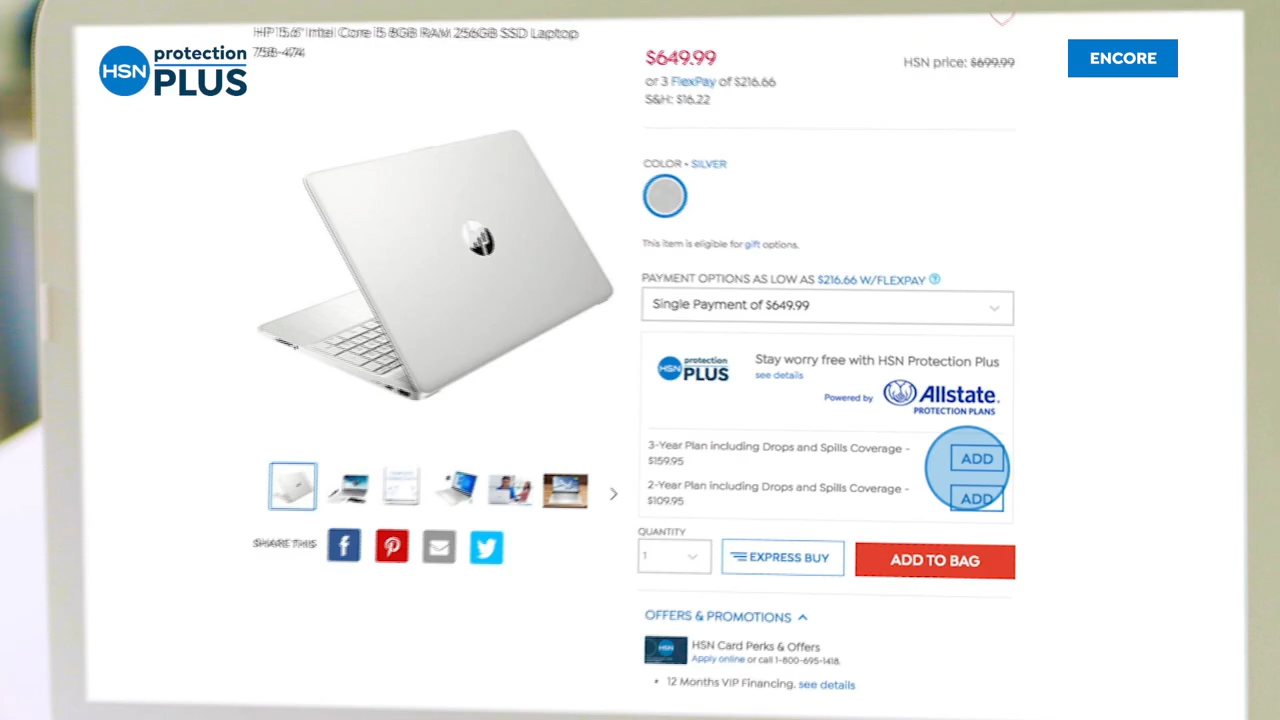 HSN protection PLUS
ENCORE
HP 15.6" Intel Core i5 8GB RAM 256GB SSD Laptop
758-474
$649.99
HSN price: $699.99
or 3 FlexPay of $216.66
S&H: $16.22
COLOR - SILVER
This item is eligible for gift options.
PAYMENT OPTIONS AS LOW AS $216.66 W/FLEXPAY ?
Single Payment of $649.99
HSN protection PLUS
Stay worry free with HSN Protection Plus
see details
Powered by Allstate.
PROTECTION PLANS
3-Year Plan including Drops and Spills Coverage -
$159.95
ADD
2-Year Plan including Drops and Spills Coverage -
$109.95
ADD
SHARE THIS
QUANTITY
1
EXPRESS BUY
ADD TO BAG
OFFERS & PROMOTIONS
HSN
HSN Card Perks & Offers
Apply online or call 1-800-695-1418.
• 12 Months VIP Financing. see details